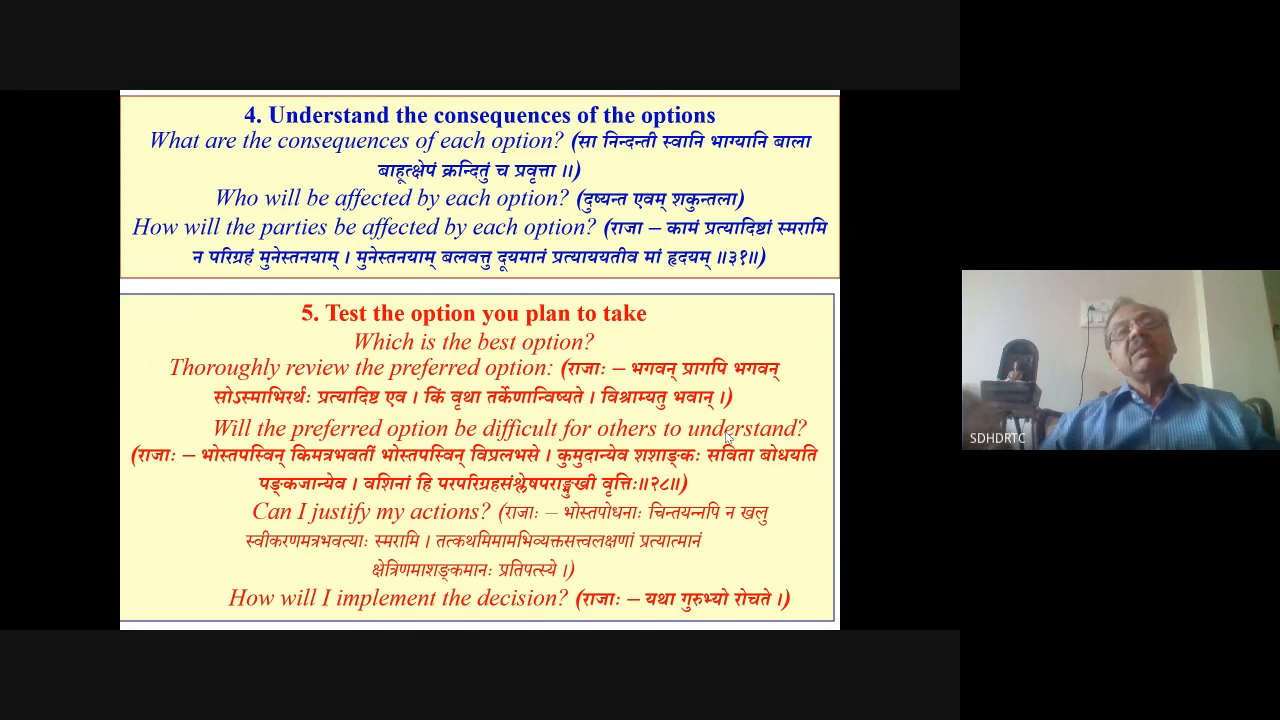 4. Understand the consequences of the options
What are the consequences of each option? (सा निन्दन्ती स्वानि भाग्यानि बाला
बाहूत्क्षेपं क्रन्दितुं च प्रवृत्ता ॥)
Who will be affected by each option? (दुष्यन्त एवम् शकुन्तला)
How will the parties be affected by each option? (राजा – कामं प्रत्यादिष्टां स्मरामि
न परिग्रहं मुनेस्तनयाम् । मुनेस्तनयाम् बलवत्तु दूयमानं प्रत्याययतीव मां हृदयम् ॥३१॥)
5. Test the option you plan to take
Which is the best option?
Thoroughly review the preferred option: (राजाः – भगवन् प्रागपि भगवन्
सोऽस्माभिरर्थः प्रत्यादिष्ट एव । किं वृथा तर्केणान्विष्यते । विश्राम्यतु भवान् ।)
Will the preferred option be difficult for others to understand?
(राजाः – भोस्तपस्विन् किमत्रभवतीं भोस्तपस्विन् विप्रलभसे । कुमुदान्येव शशाङ्कः सविता बोधयति
पङ्कजान्येव । वशिनां हि परपरिग्रहसंश्लेषपराङ्मुखी वृत्तिः॥२८॥)
Can I justify my actions? (राजाः – भोस्तपोधनाः चिन्तयन्नपि न खलु
स्वीकरणमत्रभवत्याः स्मरामि । तत्कथमिमामभिव्यक्तसत्त्वलक्षणां प्रत्यात्मानं
क्षेत्रिणमाशङ्कमानः प्रतिपत्स्ये ।)
How will I implement the decision? (राजाः – यथा गुरुभ्यो रोचते ।)
SDHDRTC